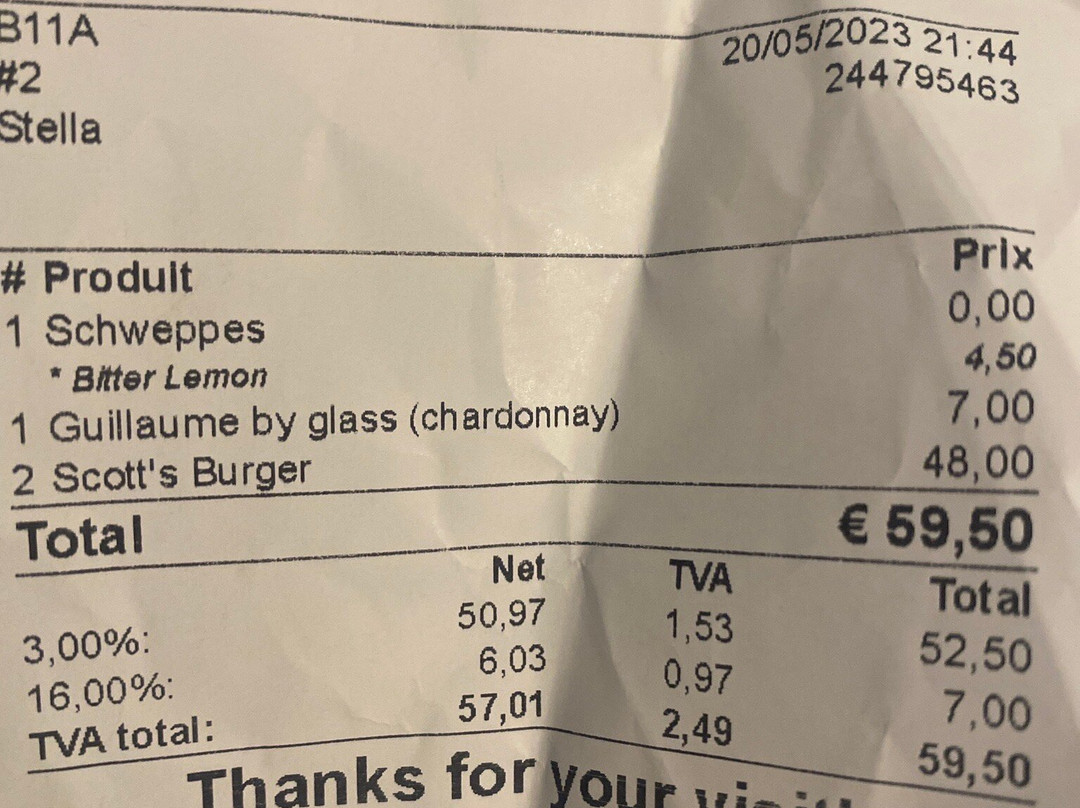 B11A 20/05/2023 21:44
#2 244795463
Stella
# Produit Prix
1 Schweppes 0,00
* Bitter Lemon 4,50
1 Guillaume by glass (chardonnay) 7,00
2 Scott's Burger 48,00
Total € 59,50
Net TVA Total
3,00%: 50,97 1,53 52,50
16,00%: 6,03 0,97 7,00
TVA total: 57,01 2,49 59,50
Thanks for your visit!